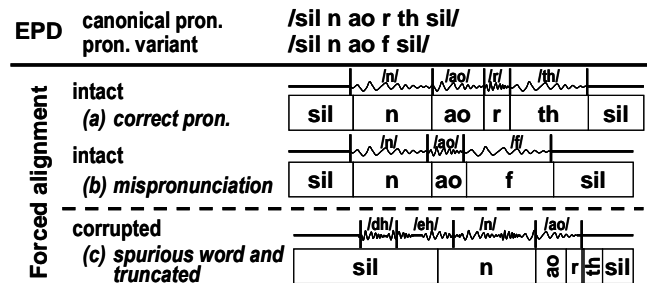 EPD canonical pron. /sil n ao r th sil/
pron. variant /sil n ao f sil/
Forced alignment
intact /n/ /ao/ /r/ /th/
(a) correct pron. sil n ao r th sil
intact /n/ /ao/ /f/
(b) mispronunciation sil n ao f sil
corrupted /dh/ /eh/ /n/ /ao/
(c) spurious word and truncated sil n ao r th sil